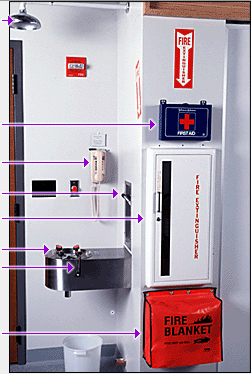 FIRE
EXTINGUISHER
FIRST AID
FIRE EXTINGUISHER
FIRE
BLANKET